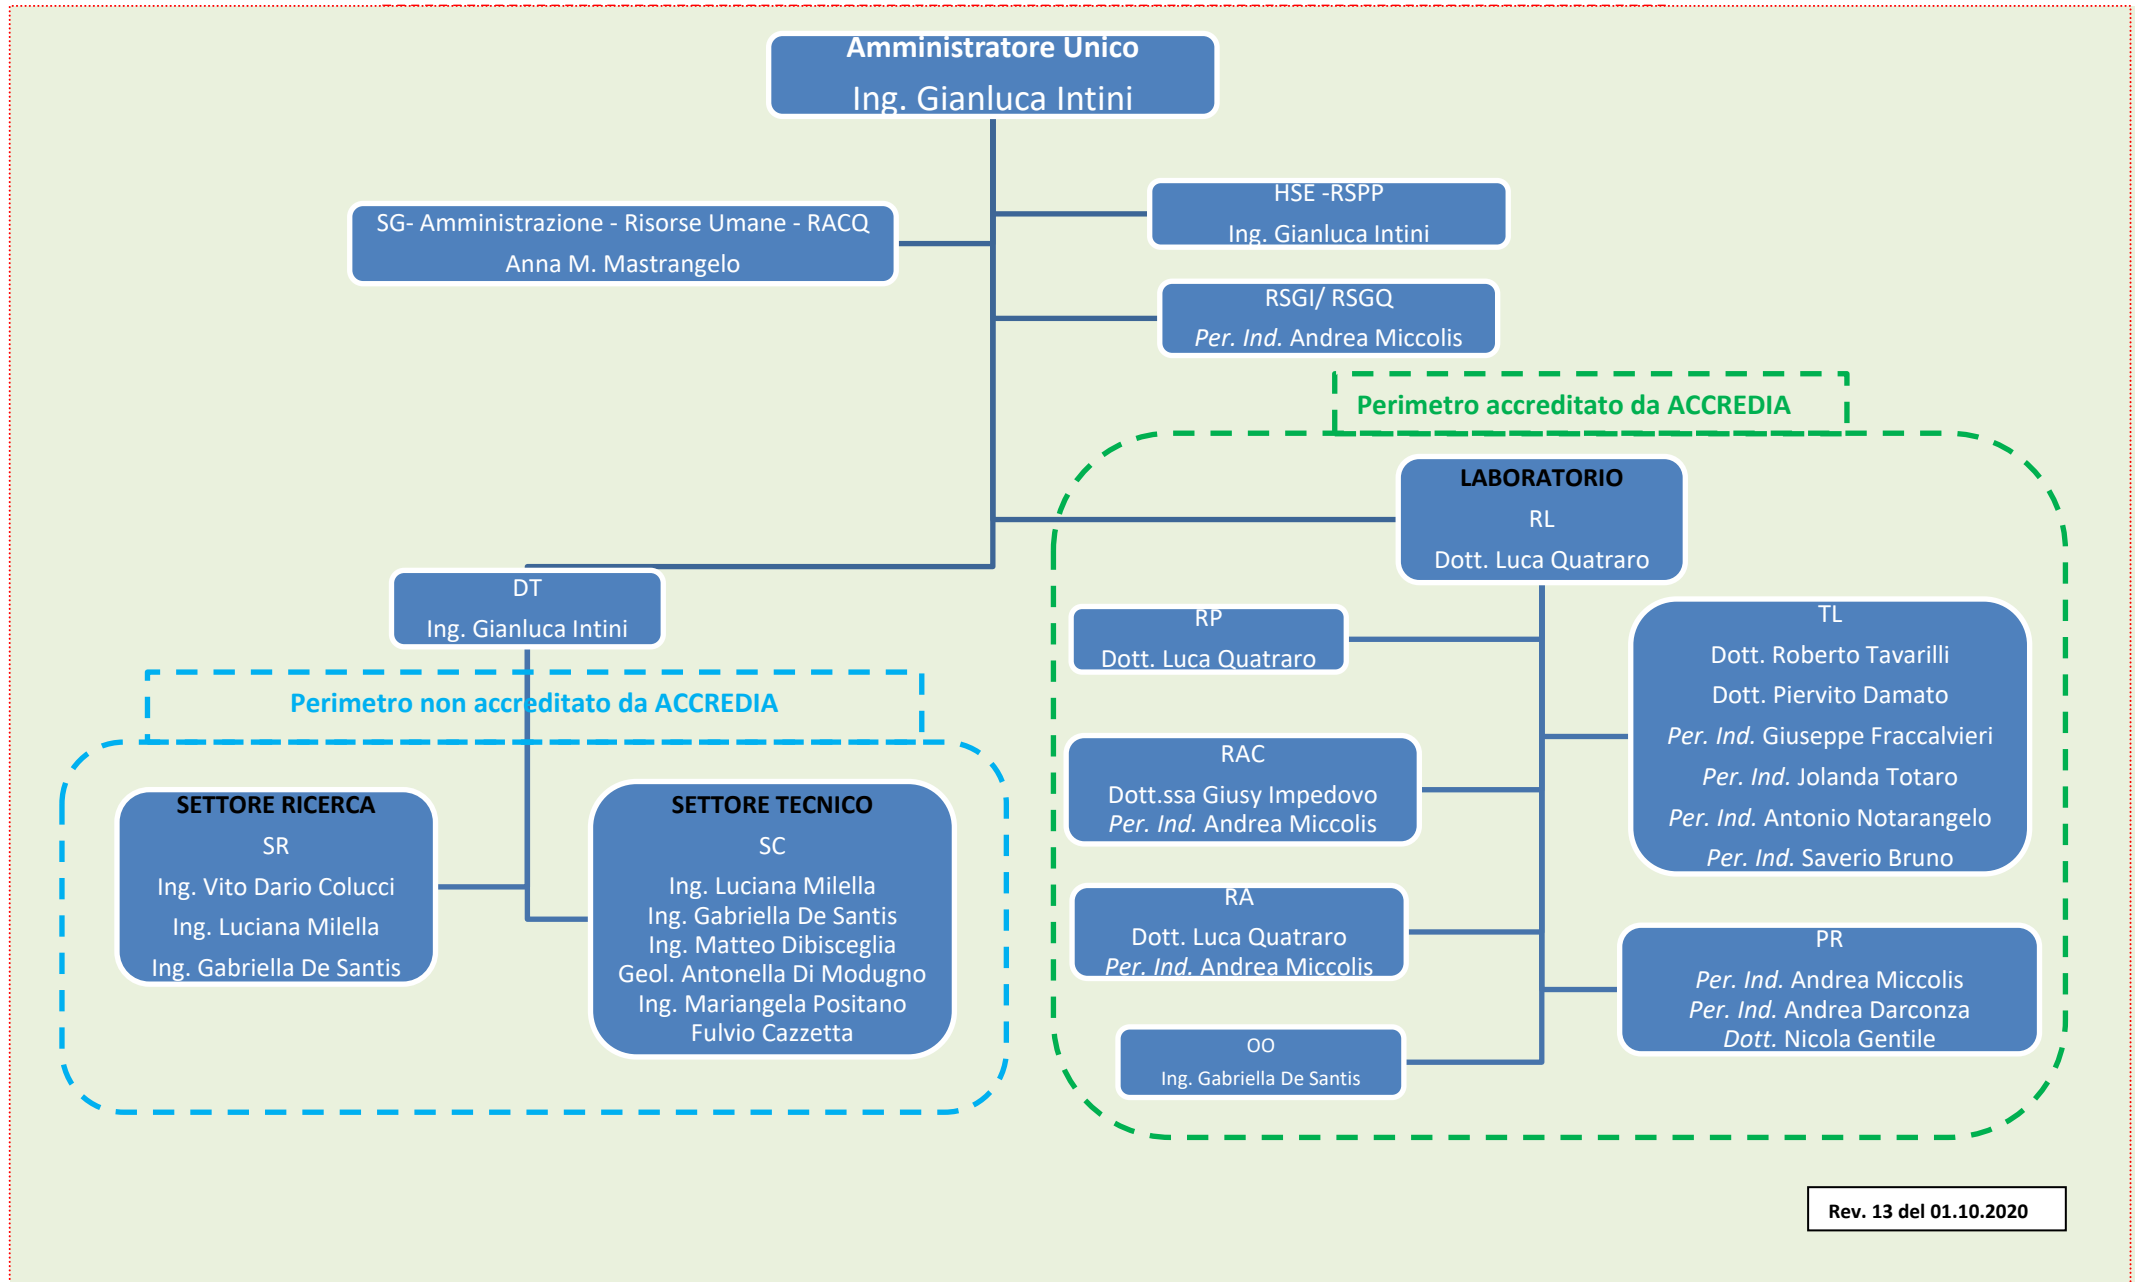 Amministratore Unico
Ing. Gianluca Intini
HSE -RSPP
Ing. Gianluca Intini
SG- Amministrazione - Risorse Umane - RACQ
Anna M. Mastrangelo
RSGI/ RSGQ
Per. Ind. Andrea Miccolis
Perimetro accreditato da ACCREDIA
LABORATORIO
RL
Dott. Luca Quatraro
DT
Ing. Gianluca Intini
Perimetro non accreditato da ACCREDIA
SETTORE RICERCA
SR
Ing. Vito Dario Colucci
Ing. Luciana Milella
Ing. Gabriella De Santis
SETTORE TECNICO
SC
Ing. Luciana Milella
Ing. Gabriella De Santis
Ing. Matteo Dibisceglia
Geol. Antonella Di Modugno
Ing. Mariangela Positano
Fulvio Cazzetta
RP
Dott. Luca Quatraro
RAC
Dott.ssa Giusy Impedovo
Per. Ind. Andrea Miccolis
RA
Dott. Luca Quatraro
Per. Ind. Andrea Miccolis
OO
Ing. Gabriella De Santis
TL
Dott. Roberto Tavarilli
Dott. Piervito Damato
Per. Ind. Giuseppe Fraccalvieri
Per. Ind. Jolanda Totaro
Per. Ind. Antonio Notarangelo
Per. Ind. Saverio Bruno
PR
Per. Ind. Andrea Miccolis
Per. Ind. Andrea Darconza
Dott. Nicola Gentile
Rev. 13 del 01.10.2020